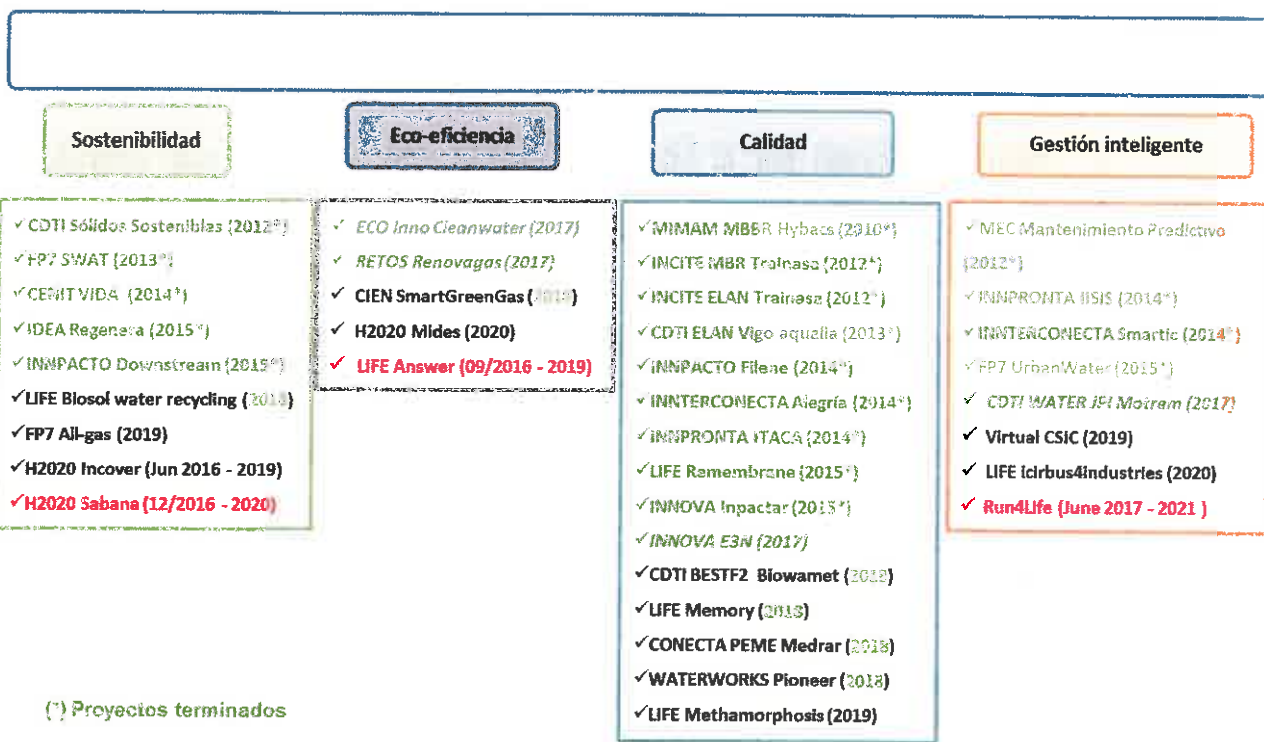 Sostenibilidad
✓CDTI Sólidos Sostenibles (2012*)
✓FP7 SWAT (2013*)
✓CENIT VIDA (2014*)
✓IDEA Regenera (2015*)
✓INNPACTO Downstream (2015*)
✓LIFE Biosol water recycling (2018)
✓FP7 All-gas (2019)
✓H2020 Incover (Jun 2016 - 2019)
✓H2020 Sabana (12/2016 - 2020)
(*) Proyectos terminados
Eco-eficiencia
✓ ECO Inno Cleanwater (2017)
✓ RETOS Renovagas (2017)
✓ CIEN SmartGreenGas (
✓ H2020 Mides (2020)
✓ LIFE Answer (09/2016 - 2019)
Calidad
✓MIMAM MBBR Hybacs (2010*)
✓INCITE MBR Trainasa (2012*)
✓INCITE ELAN Trainasa (2012*)
✓CDTI ELAN Vigo aqualia (2013*)
✓INNPACTO Filene (2014*)
✓INNTERCONECTA Alegría (2014*)
✓INNPRONTA ITACA (2014*)
✓LIFE Remembrane (2015*)
✓INNOVA Inpactar (2015*)
✓INNOVA E3N (2017)
✓CDTI BESTF2 Biowamet (
✓LIFE Memory (2018)
✓CONECTA PEME Medrar (2018)
✓WATERWORKS Pioneer (2018)
✓LIFE Methamorphosis (2019)
Gestión inteligente
✓MEC Mantenimiento Predictivo
(2012*)
✓INNPRONTA IISIS (2014*)
✓INNTERCONECTA Smartic (2014*)
✓FP7 UrbanWater (2015*)
✓ CDTI WATER JPI Motrem (2017)
✓ Virtual CSIC (2019)
✓ LIFE Icirbus4industries (2020)
✓ Run4Life (June 2017 - 2021 )